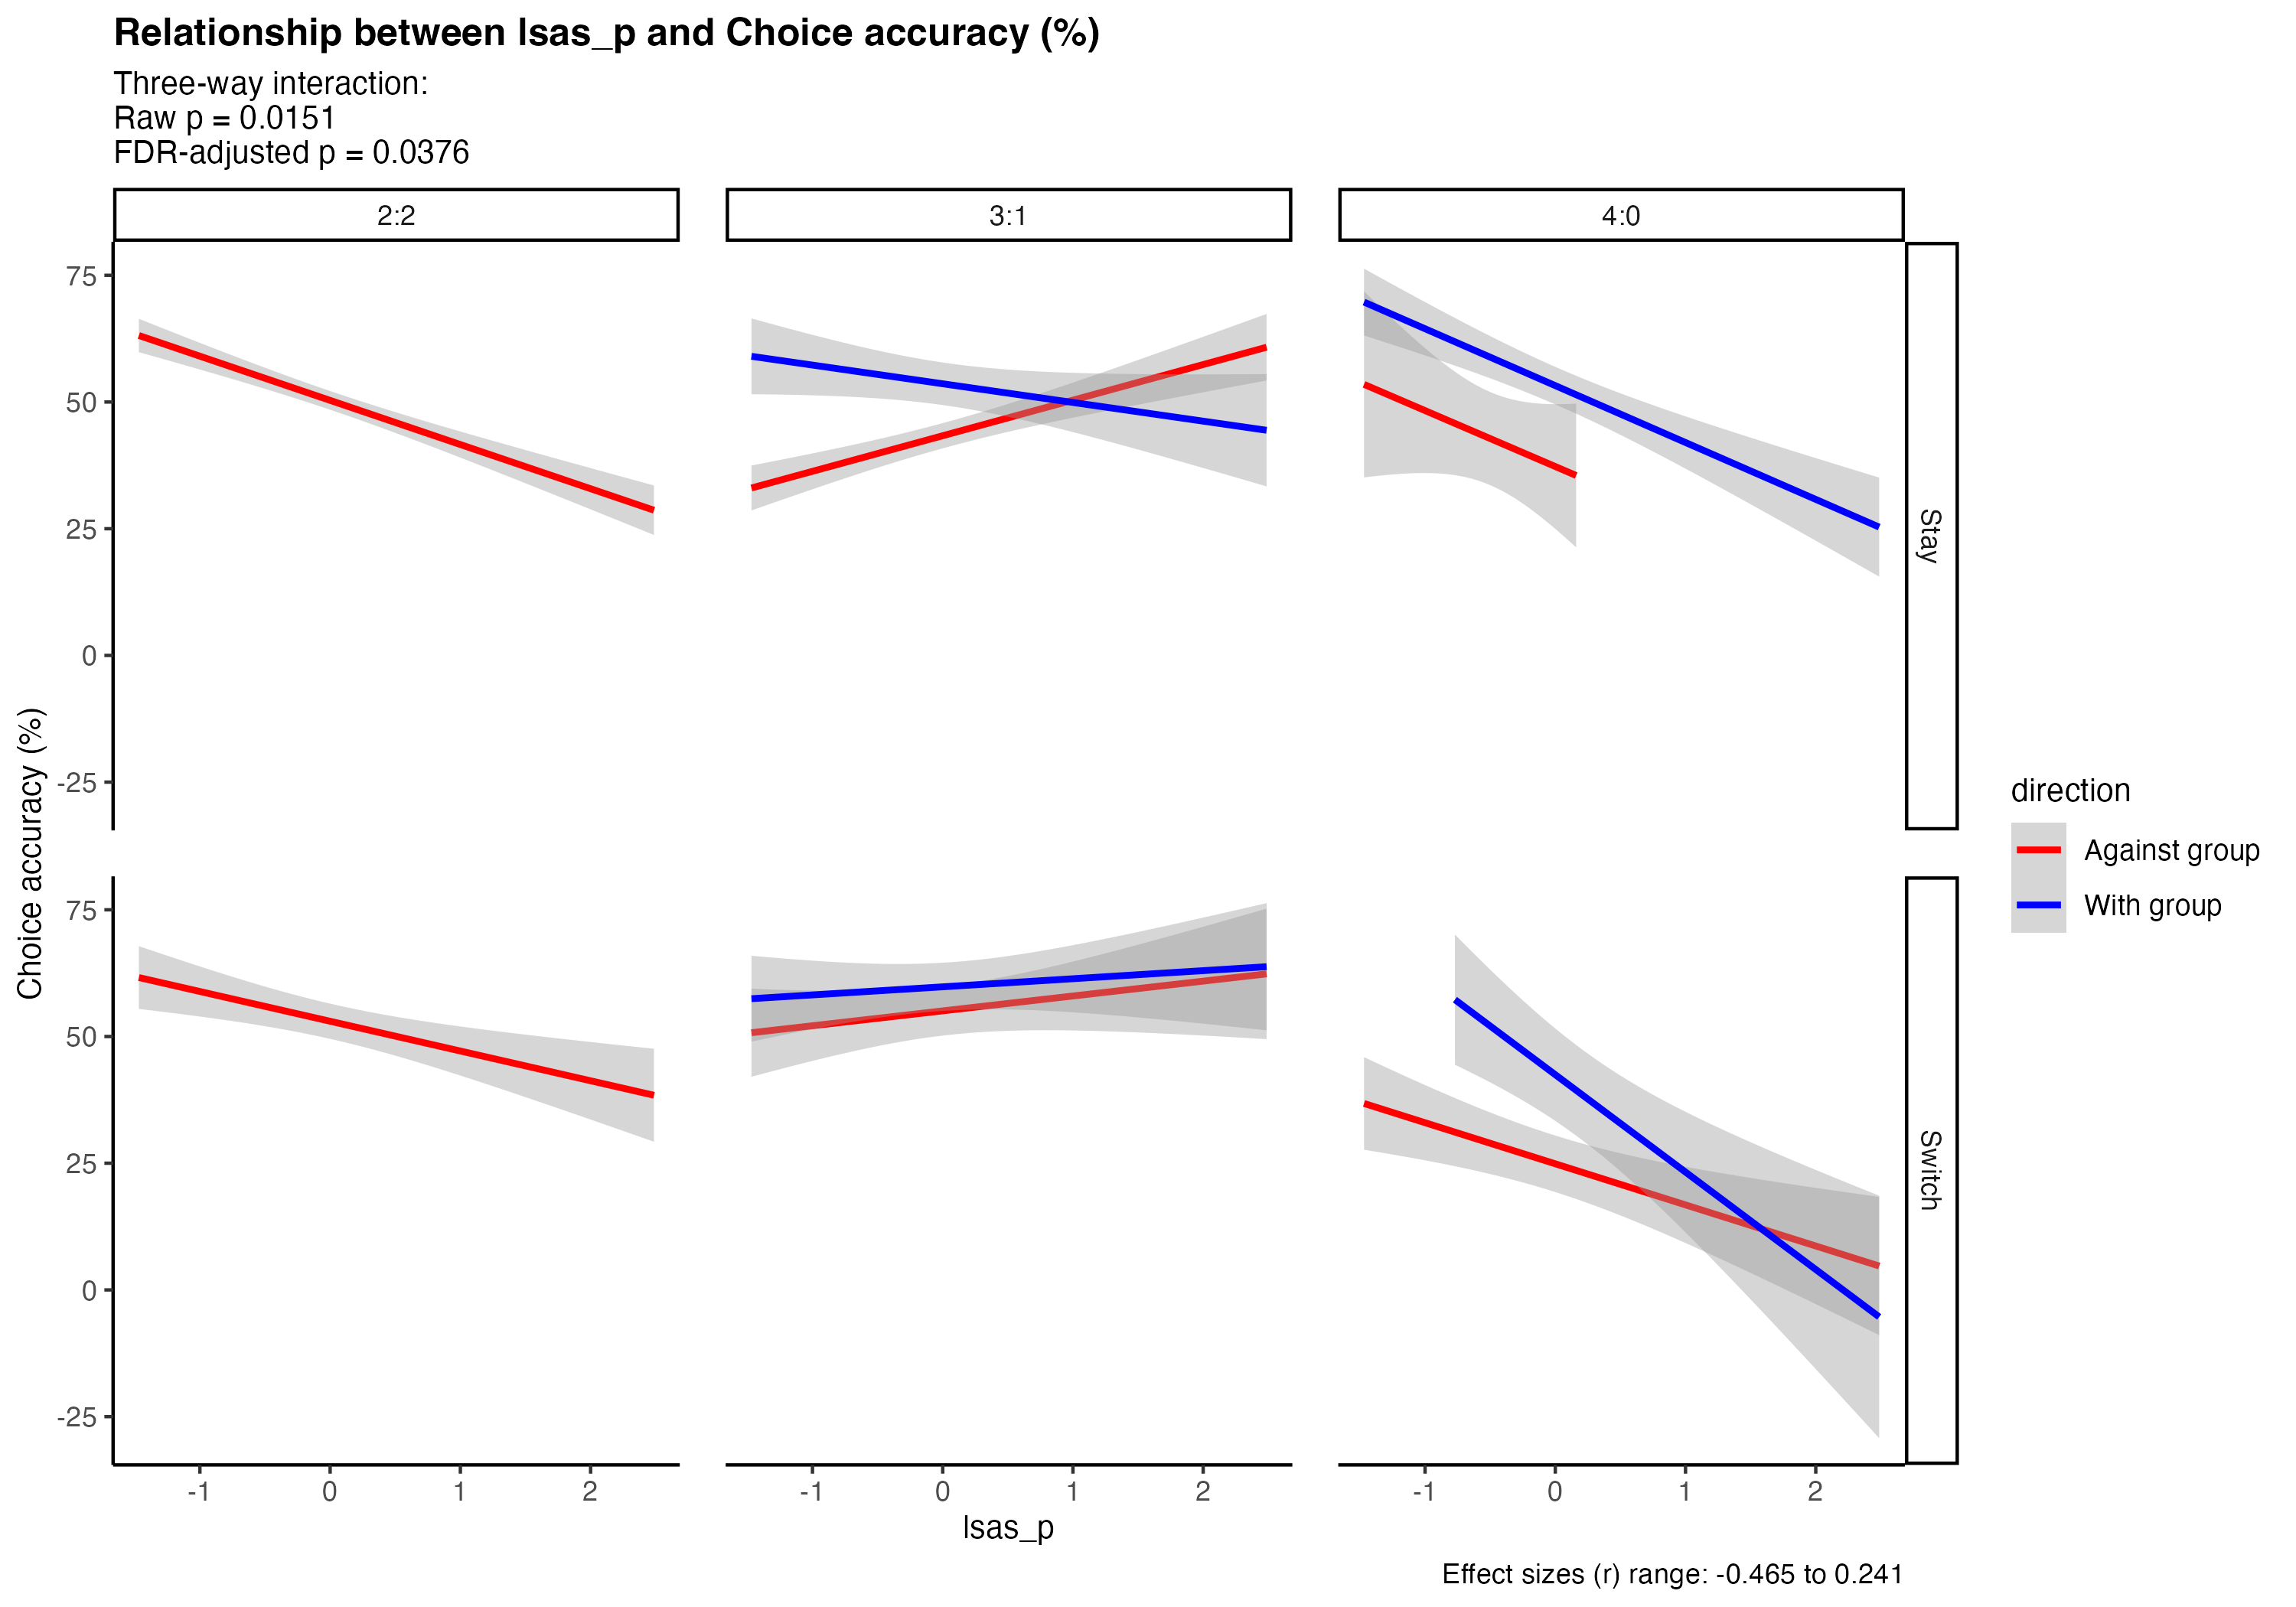 Relationship between lsas_p and Choice accuracy (%)
Three-way interaction:
Raw p = 0.0151
FDR-adjusted p = 0.0376
2:2
3:1
4:0
75
50
25
0
-25
Stay
Choice accuracy (%)
75
50
25
0
-25
Switch
direction
Against group
With group
-1 0 1 2
-1 0 1 2
-1 0 1 2
lsas_p
Effect sizes (r) range: -0.465 to 0.241